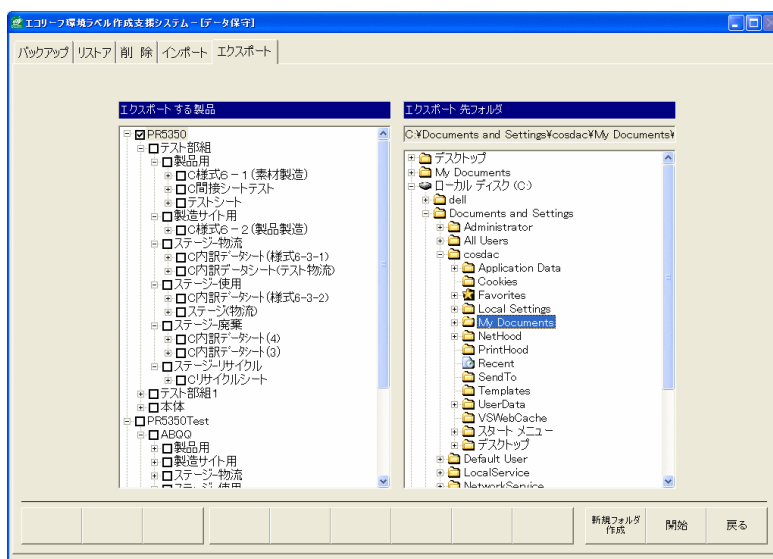 エコリーフ環境ラベル作成支援システム－[データ保守]
バックアップ
リストア
削 除
インポート
エクスポート
エクスポートする製品
PR5350
テスト部組
製品用
C様式6－1(素材製造)
C間接シートテスト
テストシート
製造サイト用
C様式6－2(製品製造)
ステージ-物流
C内訳データシート(様式6-3-1)
C内訳データシート(テスト物流)
ステージ-使用
C内訳データシート(様式6-3-2)
ステージ(物流)
ステージ-廃棄
C内訳データシート(4)
C内訳データシート(3)
ステージ-リサイクル
Cリサイクルシート
テスト部組1
本体
PR5350Test
ABQQ
製品用
製造サイト用
ステージ-物流
ステージ-使用
エクスポート先フォルダ
C:¥Documents and Settings¥cosdac¥My Documents¥
デスクトップ
My Documents
ローカル ディスク (C:)
dell
Documents and Settings
Administrator
All Users
cosdac
Application Data
Cookies
Favorites
Local Settings
My Documents
NetHood
PrintHood
Recent
SendTo
Templates
UserData
VSWebCache
スタート メニュー
デスクトップ
Default User
LocalService
NetworkService
新規フォルダ
作成
開始
戻る